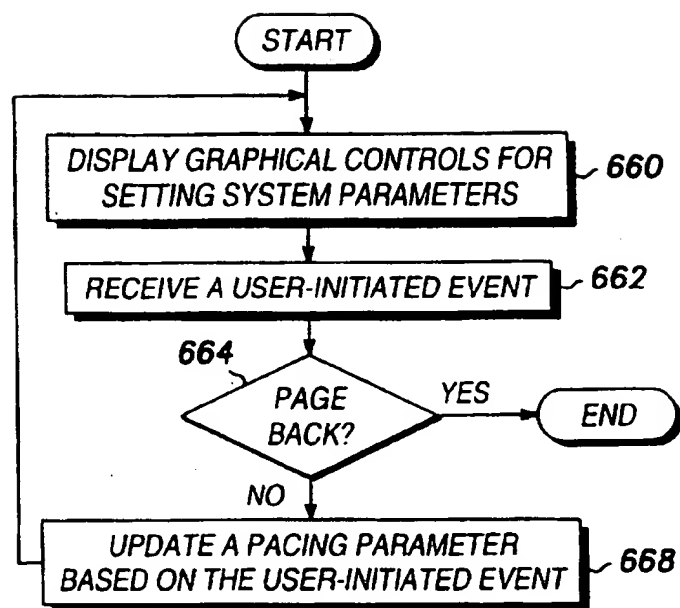 START
DISPLAY GRAPHICAL CONTROLS FOR
SETTING SYSTEM PARAMETERS
660
RECEIVE A USER-INITIATED EVENT
662
664
PAGE
BACK?
YES
END
NO
UPDATE A PACING PARAMETER
BASED ON THE USER-INITIATED EVENT
668